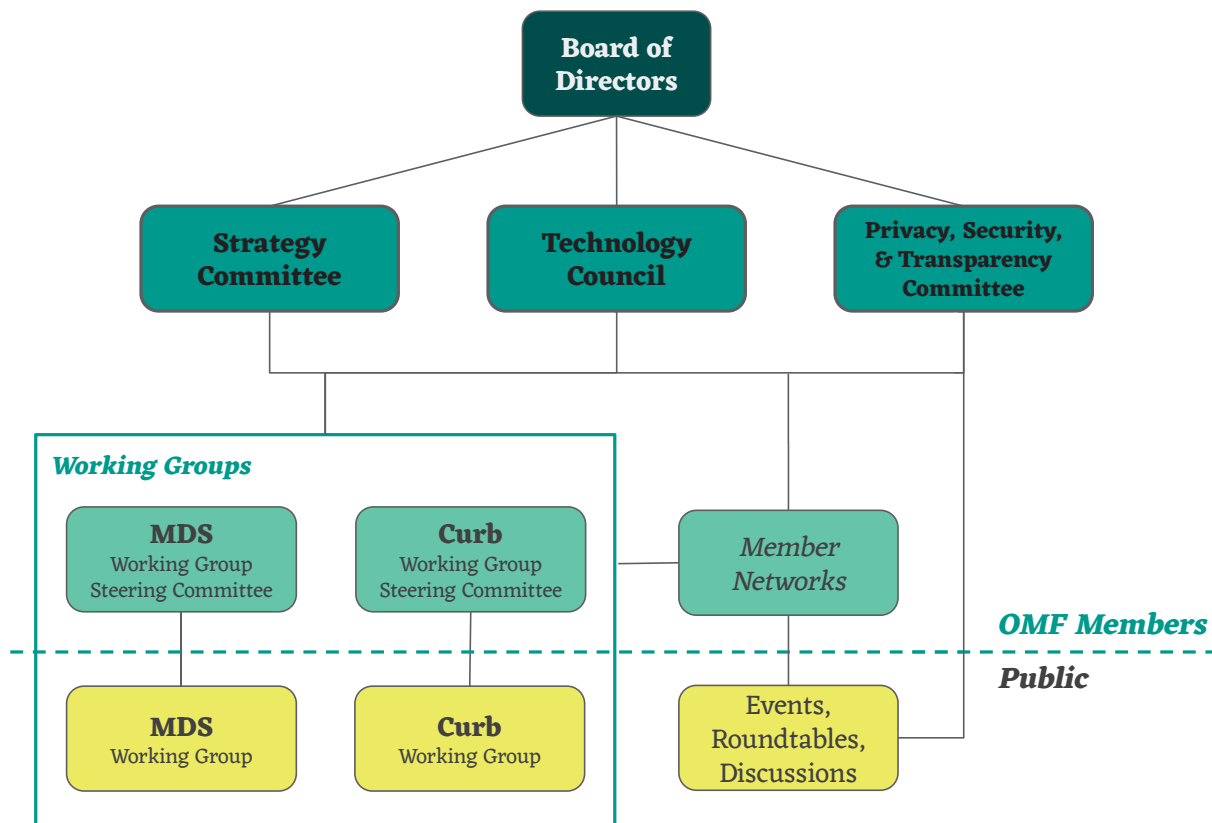 Board of
Directors
Strategy
Committee
Technology
Council
Privacy, Security,
& Transparency
Committee
Working Groups
MDS
Working Group
Steering Committee
Curb
Working Group
Steering Committee
Member
Networks
OMF Members
Public
MDS
Working Group
Curb
Working Group
Events,
Roundtables,
Discussions